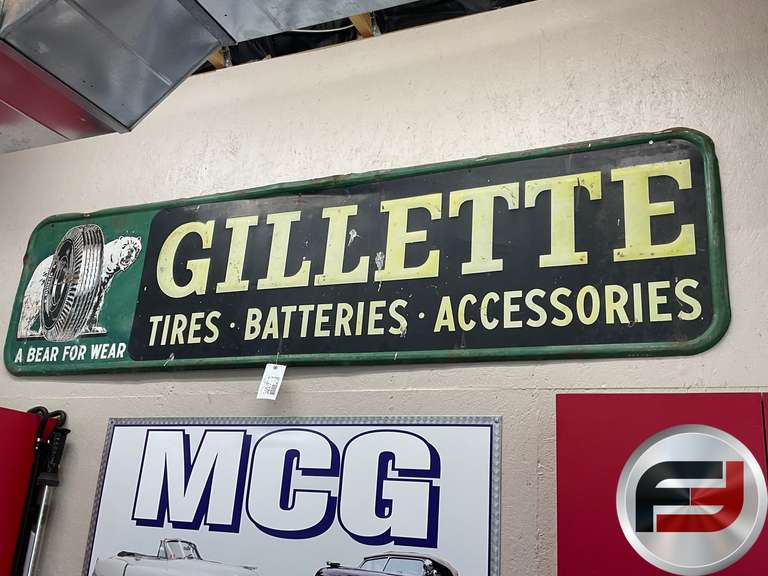 GILLETTE
TIRES · BATTERIES · ACCESSORIES
A BEAR FOR WEAR
MCG